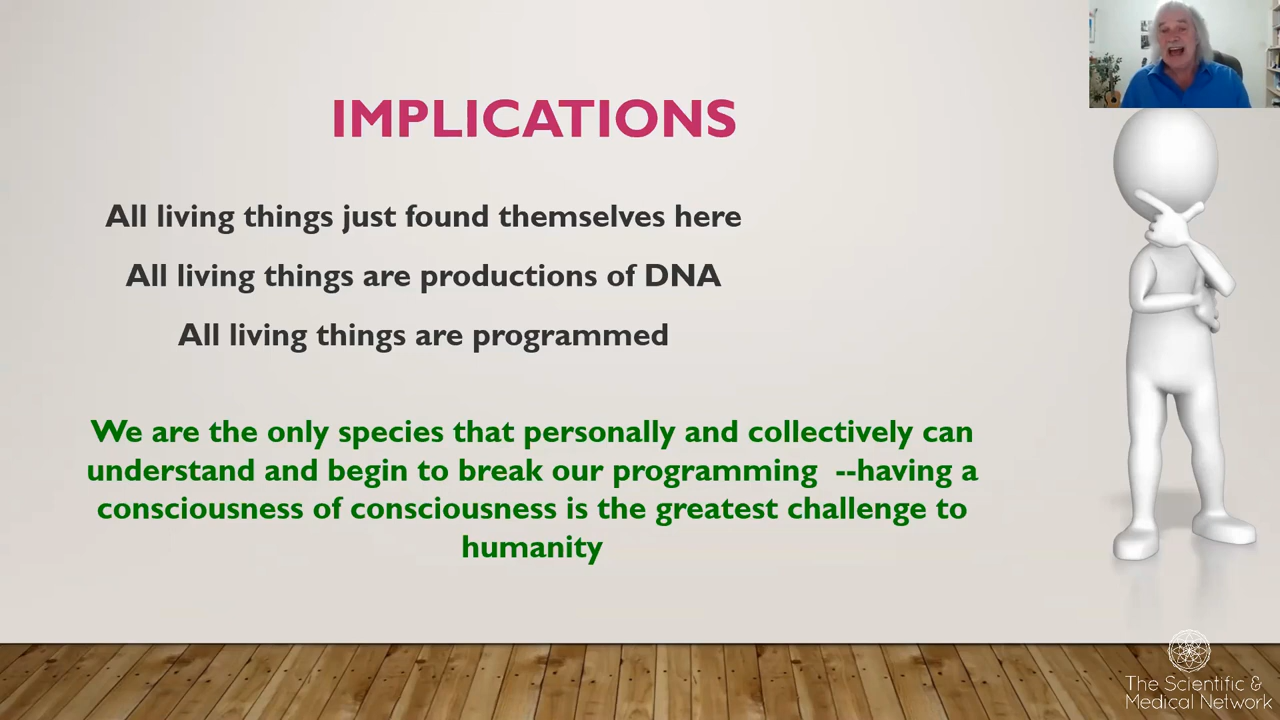 IMPLICATIONS
All living things just found themselves here
All living things are productions of DNA
All living things are programmed
We are the only species that personally and collectively can
understand and begin to break our programming --having a
consciousness of consciousness is the greatest challenge to
humanity
The Scientific &
Medical Network